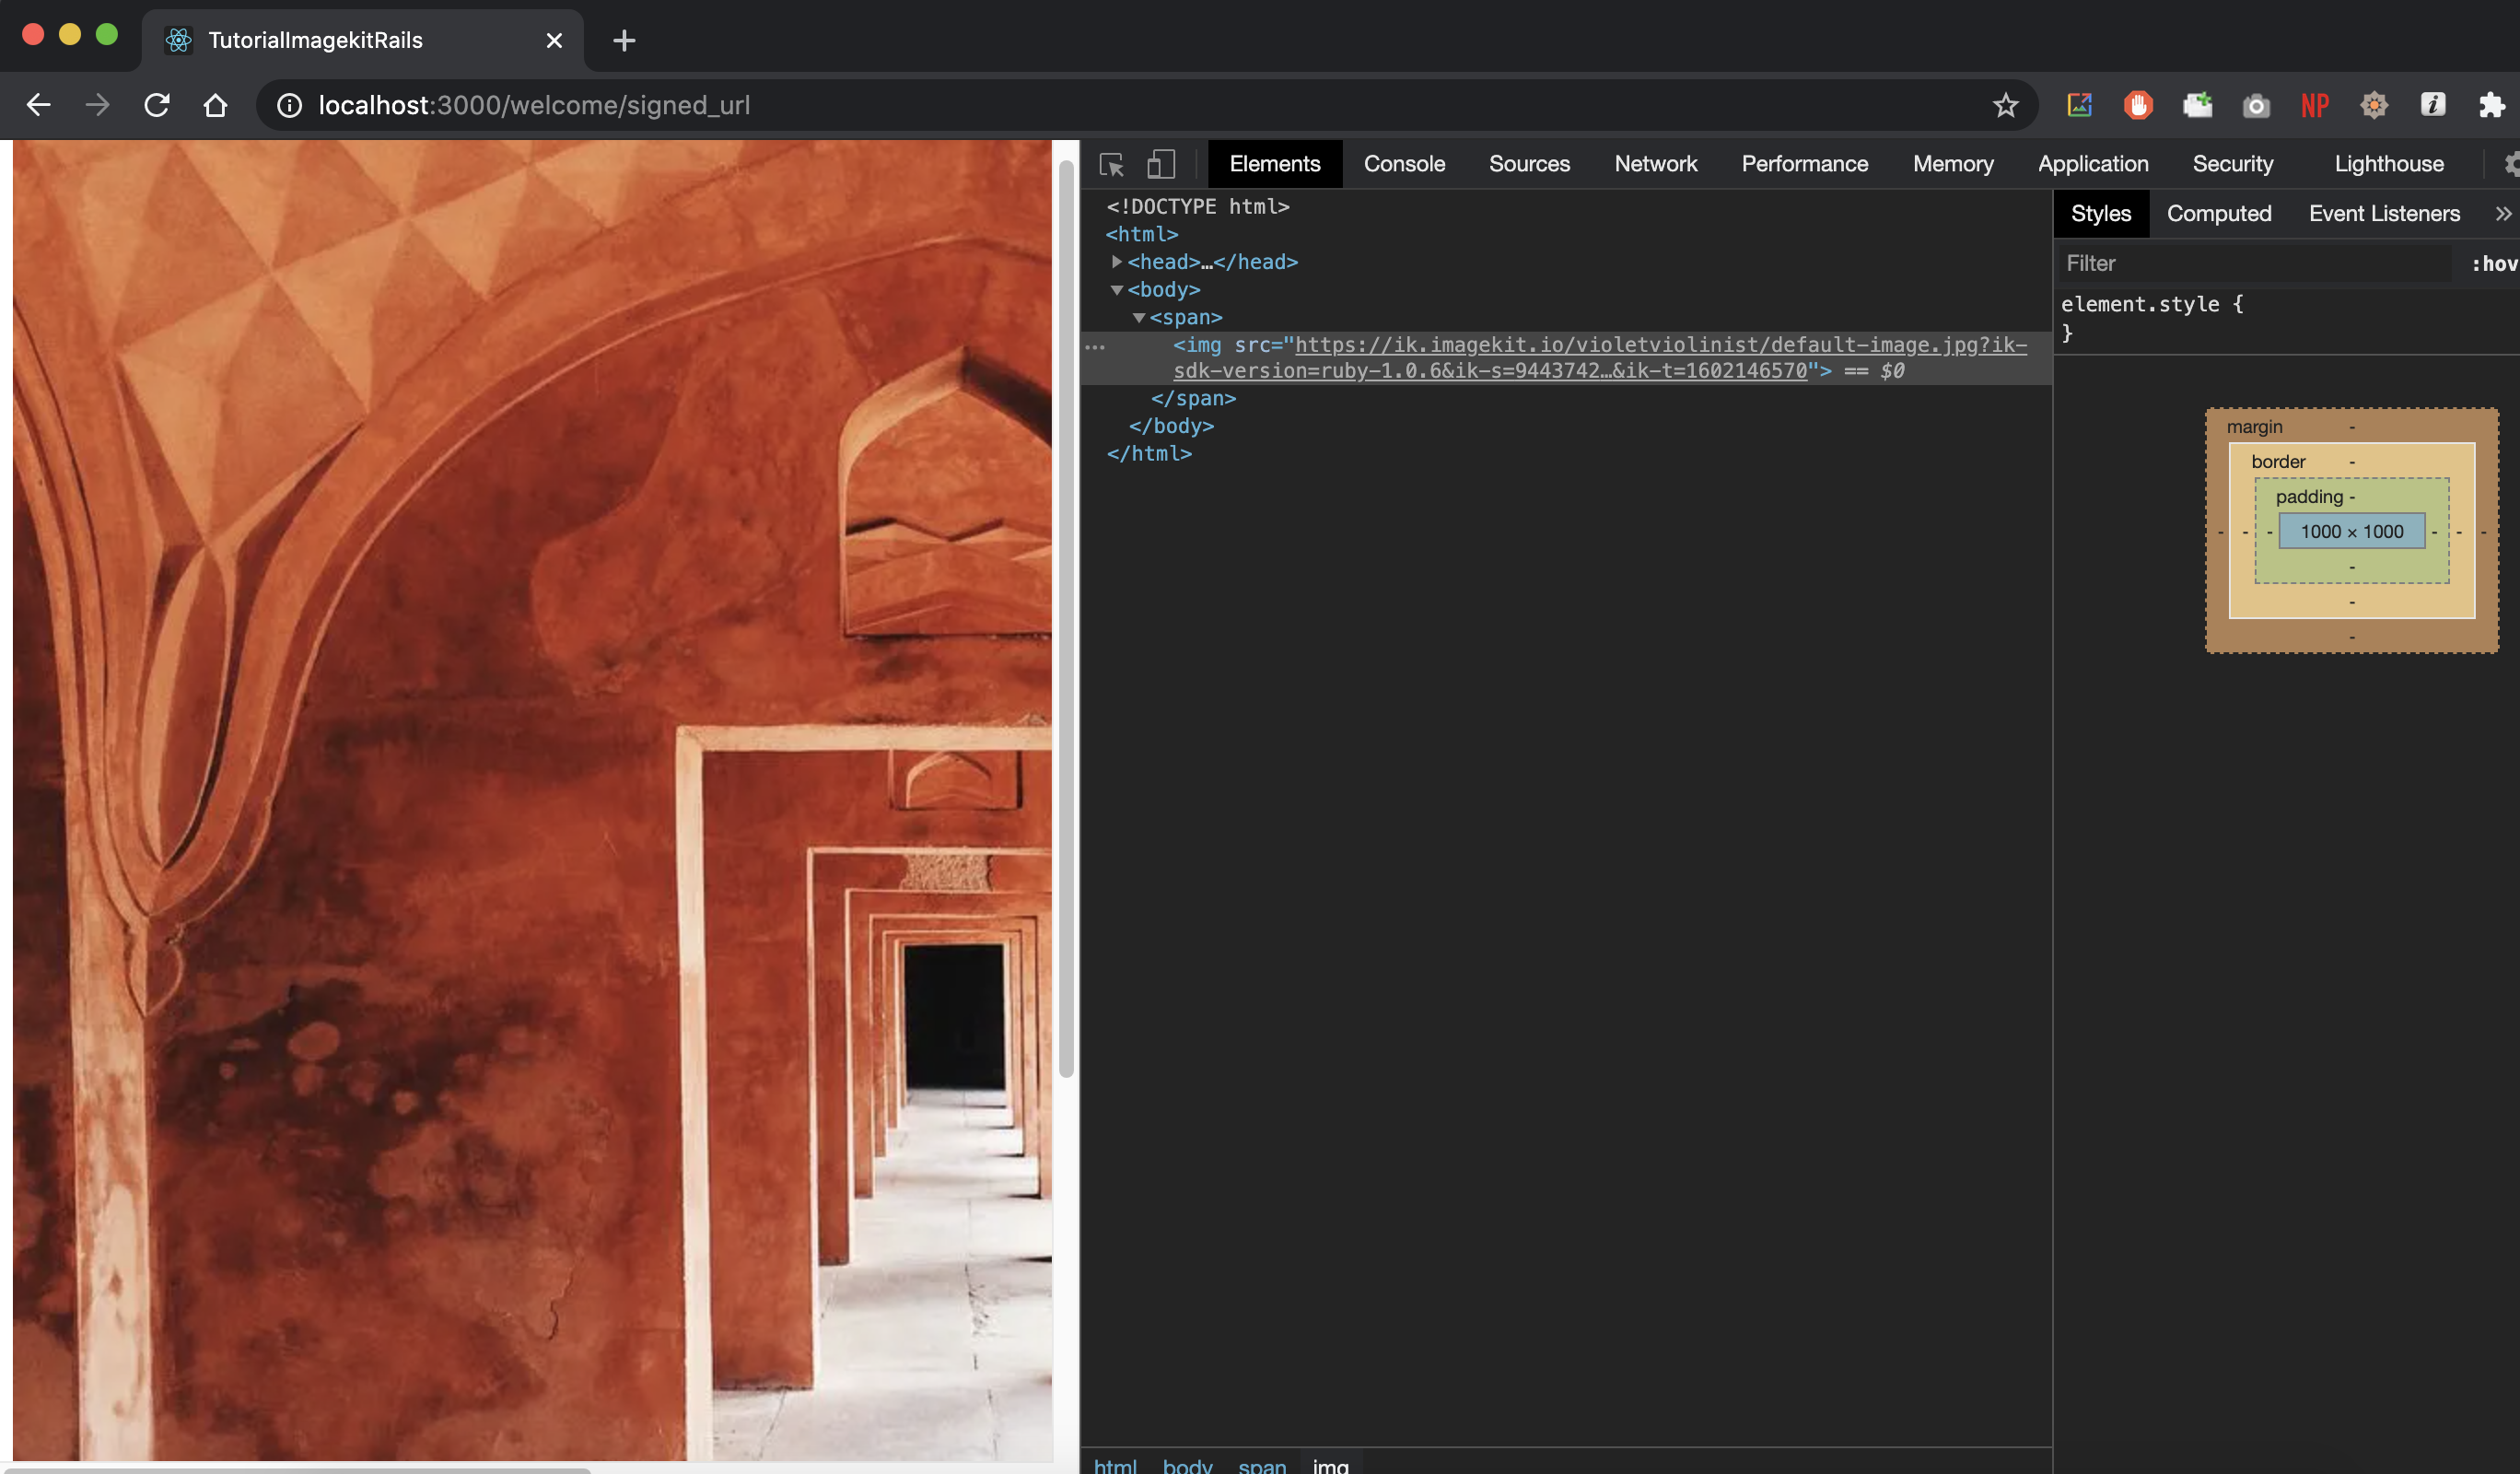 TutorialImagekitRails
localhost:3000/welcome/signed_url
NP
Elements Console Sources Network Performance Memory Application Security Lighthouse
<!DOCTYPE html>
<html>
<head>…</head>
<body>
<span>
<img src="https://ik.imagekit.io/violetviolinist/default-image.jpg?ik-
sdk-version=ruby-1.0.6&ik-s=9443742…&ik-t=1602146570"> == $0
</span>
</body>
</html>
Styles Computed Event Listeners »
Filter :hov
element.style {
}
margin -
border -
padding -
- - - 1000 × 1000 - - -
-
-
-
html body span img